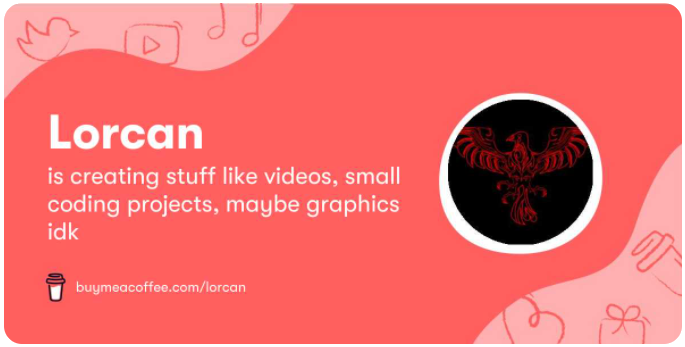 Lorcan
is creating stuff like videos, small
coding projects, maybe graphics
idk
buymeacoffee.com/lorcan